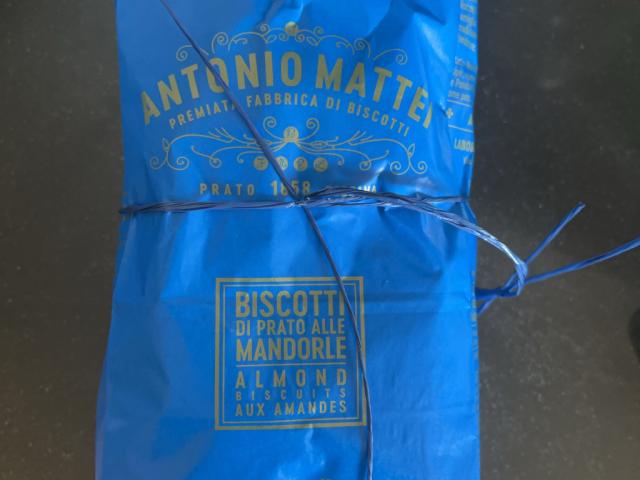 ANTONIO MATTEI
PREMIATA FABBRICA DI BISCOTTI
PRATO 1858
BISCOTTI
DI PRATO ALLE
MANDORLE
ALMOND
BISCUITS
AUX AMANDES